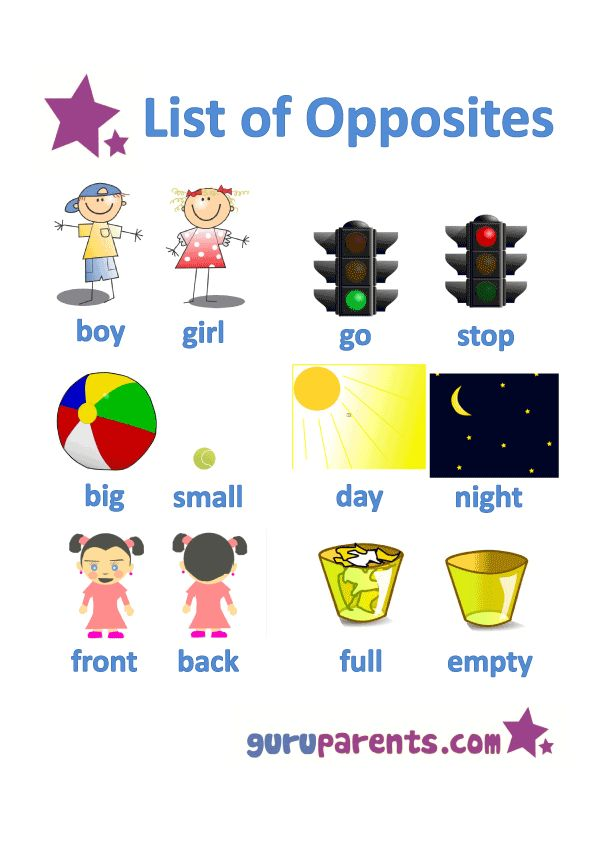 List of Opposites
boy girl go stop
big small day night
front back full empty
guruparents.com